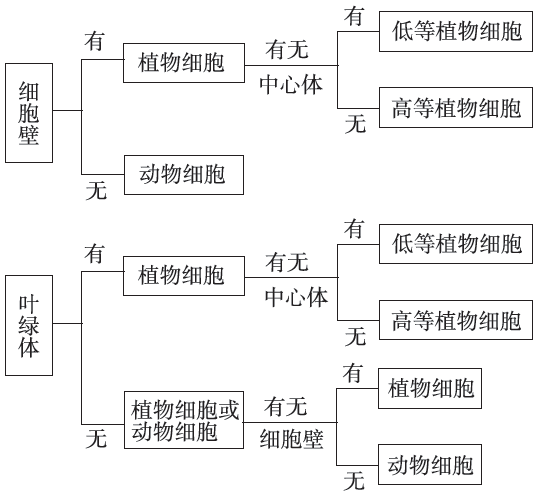 细胞壁
有
植物细胞
有无
中心体
有
低等植物细胞
无
高等植物细胞
无
动物细胞
叶绿体
有
植物细胞
有无
中心体
有
低等植物细胞
无
高等植物细胞
无
植物细胞或
动物细胞
有无
细胞壁
有
植物细胞
无
动物细胞